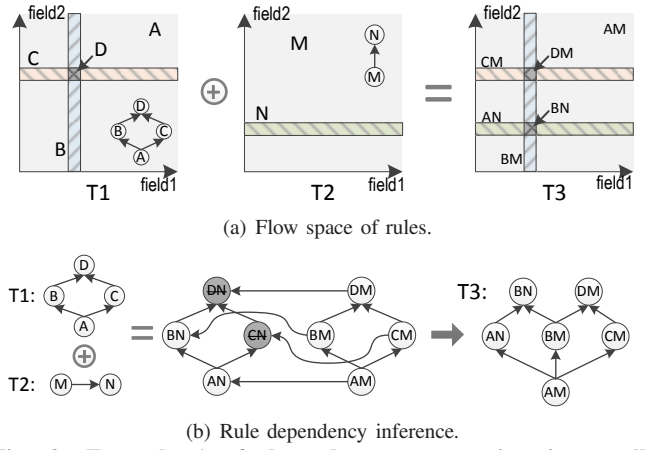 field2
A
C
D
B
field1
T1
⊕
field2
M
N
M
N
field1
T2
=
field2
AM
CM
DM
AN
BN
BM
field1
T3
D
B
C
A
(a) Flow space of rules.
T1:
D
B
C
A
⊕
T2:
M
N
=
DN
DM
BN
CN
BM
CM
AN
AM
T3:
BN
DM
AN
BM
CM
AM
(b) Rule dependency inference.